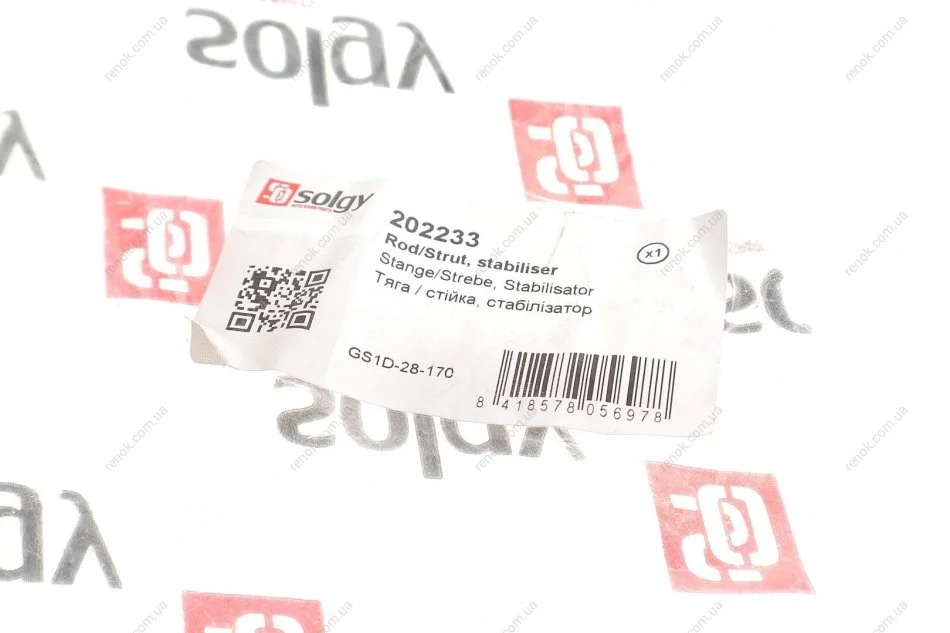 solgy
solgy
202233
Rod/Strut, stabiliser
x1
Stange/Strebe, Stabilisator
Тяга / стійка, стабілізатор
GS1D-28-170
8 418578 056978
solgy
solgy
renok.com.ua